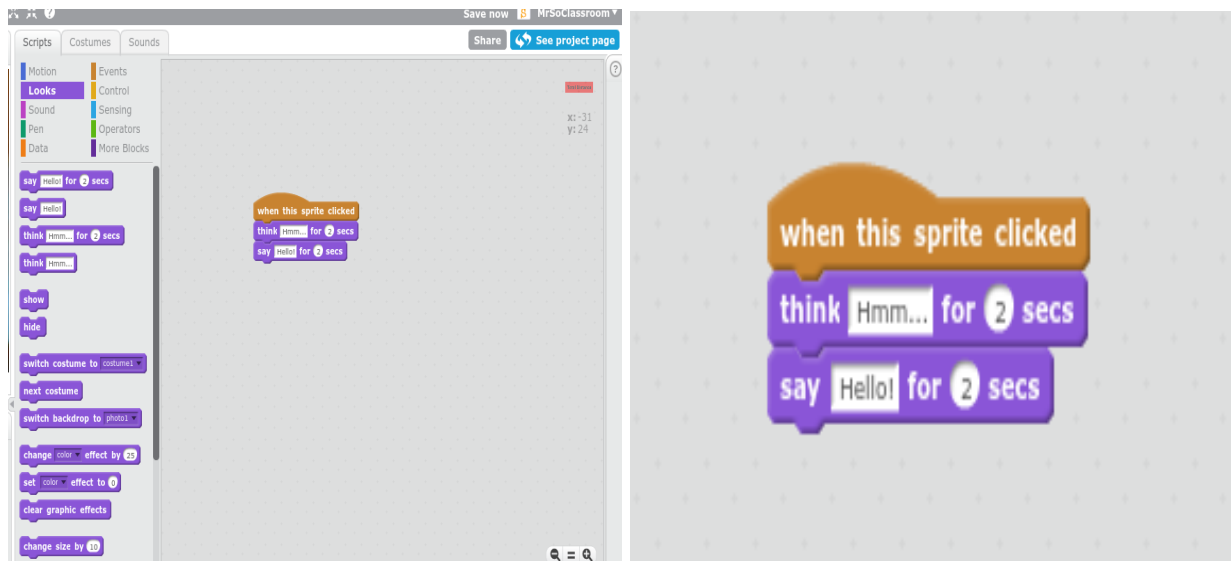 Save now S MrSoClassroom ▾
Scripts Costumes Sounds
Share See project page
?
Motion Events
Looks Control
Sound Sensing
Pen Operators
Data More Blocks
x: -31
y: 24
say Hello! for 2 secs
say Hello!
think Hmm... for 2 secs
think Hmm...
show
hide
switch costume to costume1
next costume
switch backdrop to photo1
change color effect by 25
set color effect to 0
clear graphic effects
change size by 10
when this sprite clicked
think Hmm... for 2 secs
say Hello! for 2 secs
when this sprite clicked
think Hmm... for 2 secs
say Hello! for 2 secs